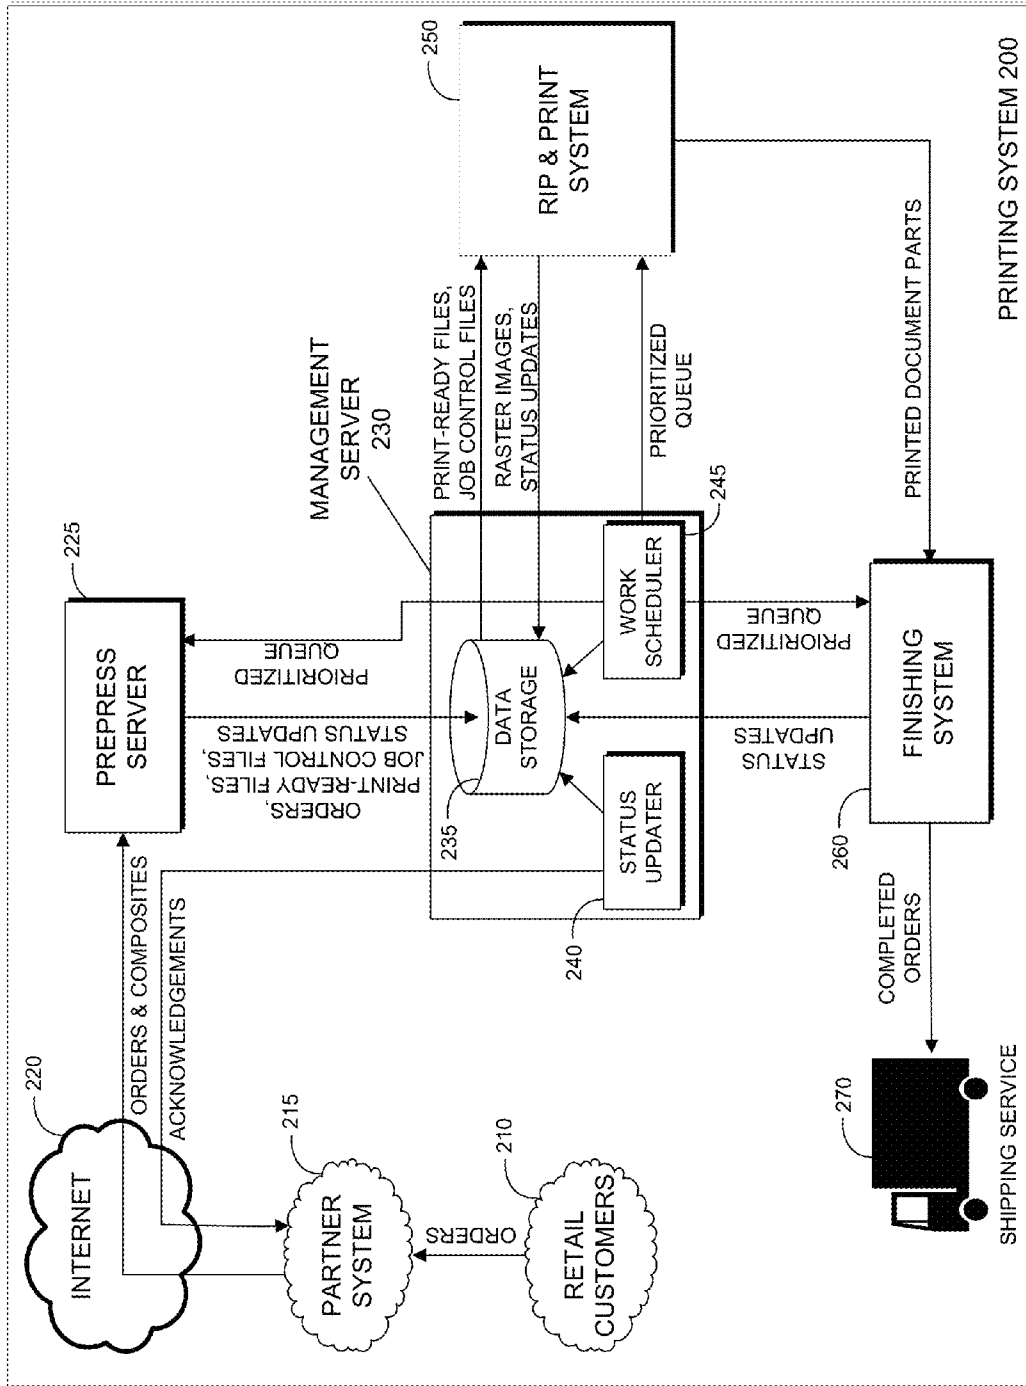 INTERNET
220
ORDERS & COMPOSITES
ACKNOWLEDGEMENTS
PARTNER
SYSTEM
215
ORDERS
RETAIL
CUSTOMERS
210
PREPRESS
SERVER
225
ORDERS,
PRINT-READY FILES,
JOB CONTROL FILES,
STATUS UPDATES
PRIORITIZED
QUEUE
MANAGEMENT
SERVER
230
235
DATA
STORAGE
STATUS
UPDATER
240
WORK
SCHEDULER
245
PRINT-READY FILES,
JOB CONTROL FILES
RASTER IMAGES,
STATUS UPDATES
PRIORITIZED
QUEUE
RIP & PRINT
SYSTEM
250
STATUS
UPDATES
PRIORITIZED
QUEUE
PRINTED DOCUMENT PARTS
FINISHING
SYSTEM
260
COMPLETED
ORDERS
270
SHIPPING SERVICE
PRINTING SYSTEM 200